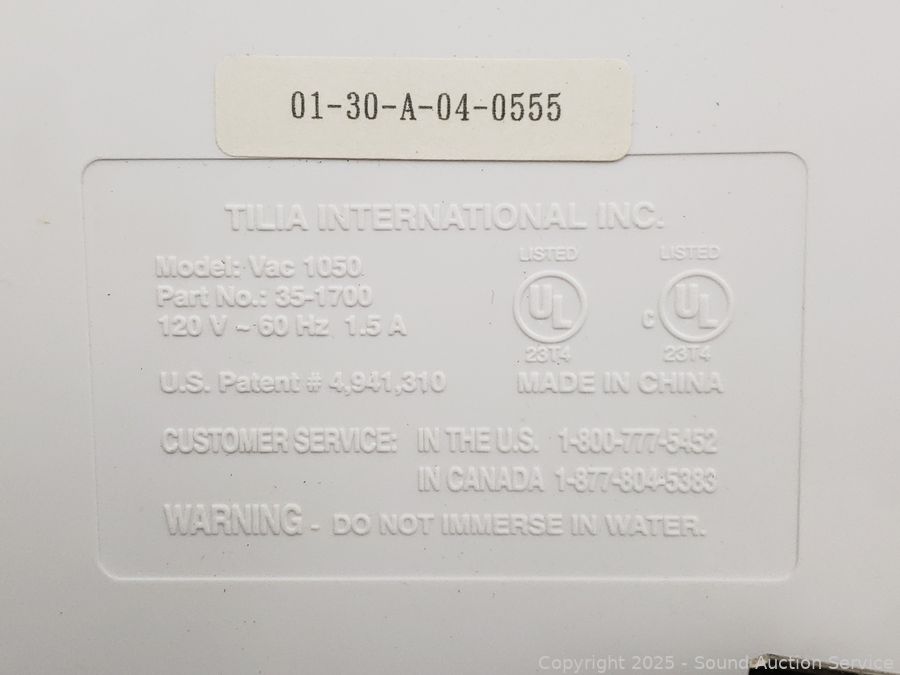 01-30-A-04-0555
TILIA INTERNATIONAL INC.
Model: Vac 1050
Part No.: 35-1700
120 V ~ 60 Hz 1.5 A
LISTED
UL
23T4
LISTED
c UL
23T4
U.S. Patent # 4,941,310
MADE IN CHINA
CUSTOMER SERVICE: IN THE U.S. 1-800-777-5452
IN CANADA 1-877-804-5383
WARNING - DO NOT IMMERSE IN WATER.
Copyright © 2025 - Sound Auction Service